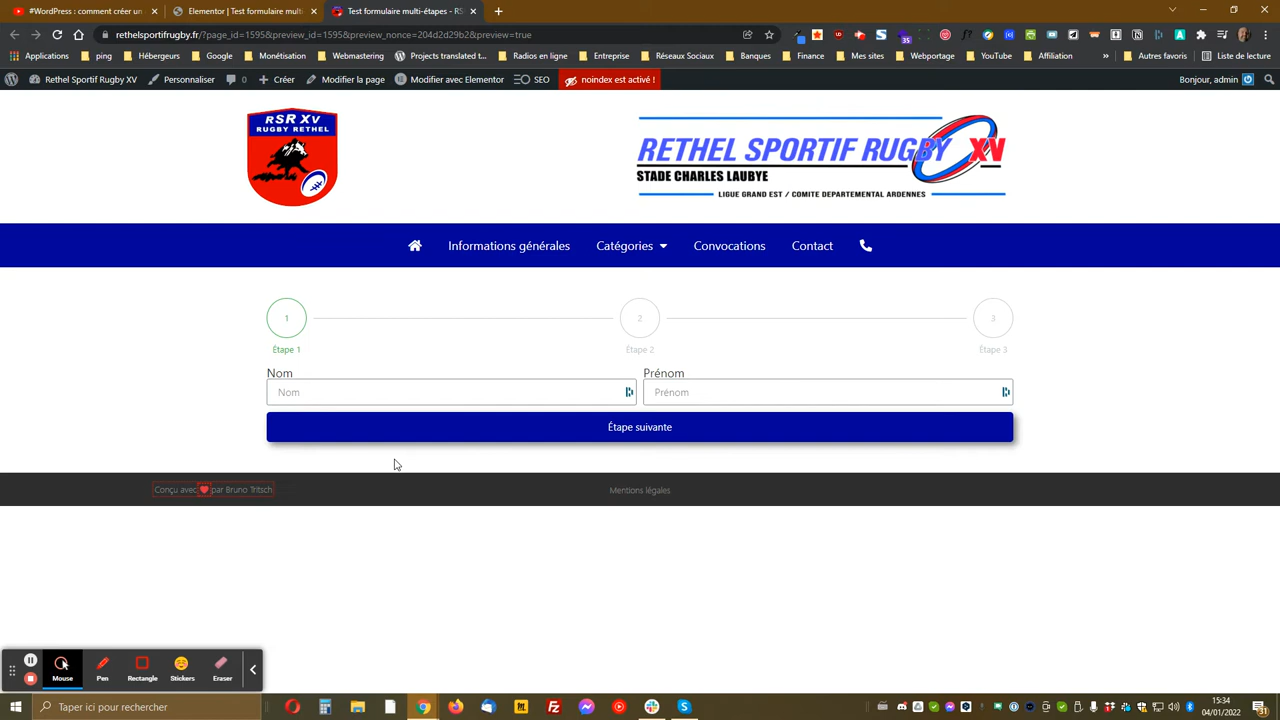 #WordPress : comment créer un
Elementor | Test formulaire multi
Test formulaire multi-étapes - RS
rethelsportifrugby.fr/?page_id=1595&preview_id=1595&preview_nonce=204d2d29b2&preview=true
Applications
ping
Hébergeurs
Google
Monétisation
Webmastering
Projects translat...
Radios en ligne
Entreprise
Réseaux Sociaux
Banques
Finance
Mes sites
Webportage
YouTube
Affiliation
»
Autres favoris
Liste de lecture
Rethel Sportif Rugby XV
Personnaliser
0
Créer
Modifier la page
Modifier avec Elementor
SEO
noindex est activé !
Bonjour, admin
RSR XV
RUGBY RETHEL
RETHEL SPORTIF RUGBY XV
STADE CHARLES LAUBYE
LIGUE GRAND EST / COMITE DEPARTEMENTAL ARDENNES
Informations générales
Catégories
Convocations
Contact
1
2
3
Étape 1
Étape 2
Étape 3
Nom
Prénom
Nom
Prénom
Étape suivante
Conçu avec ❤ par Bruno Tritsch
Mentions légales
Mouse
Pen
Rectangle
Stickers
Eraser
Taper ici pour rechercher
15:34
04/01/2022